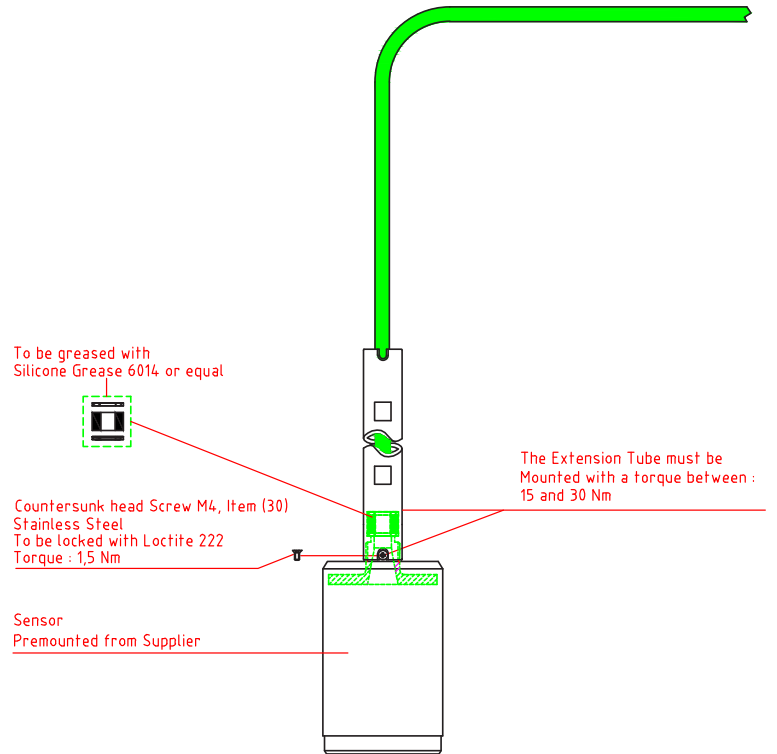 To be greased with
Silicone Grease 6014 or equal
The Extension Tube must be
Mounted with a torque between :
15 and 30 Nm
Countersunk head Screw M4, Item (30)
Stainless Steel
To be locked with Loctite 222
Torque : 1,5 Nm
Sensor
Premounted from Supplier